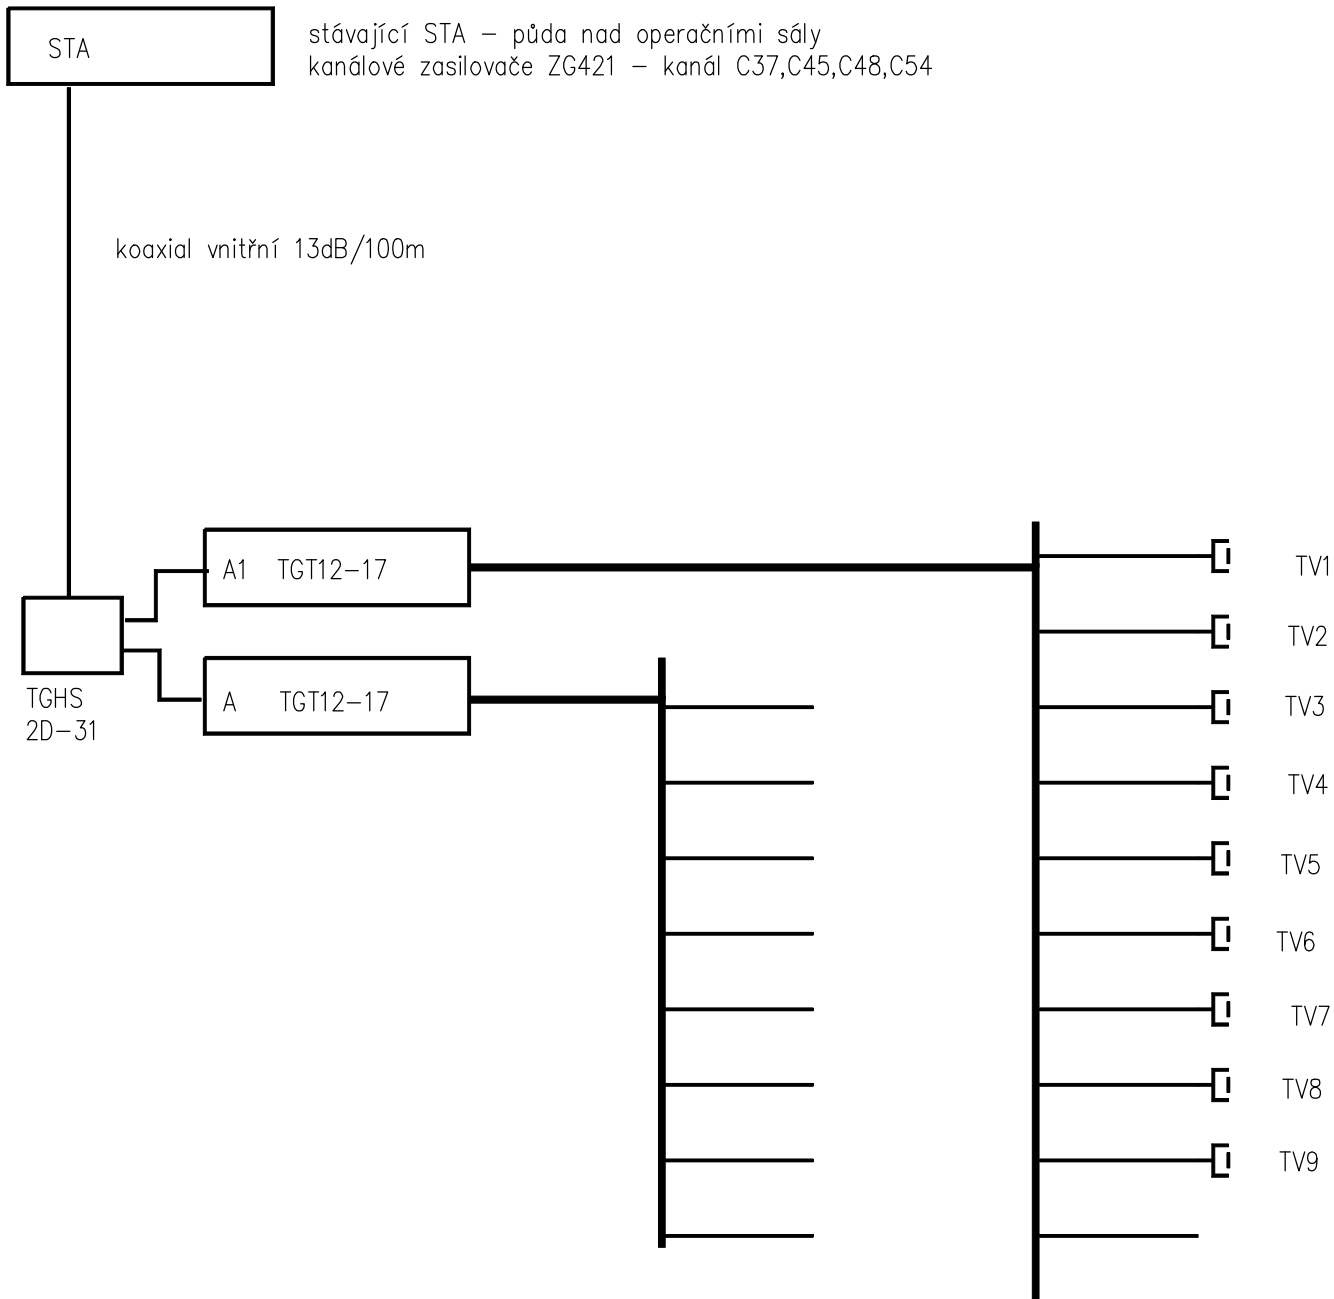 STA
stávající STA – půda nad operačními sály
kanálové zasilovače ZG421 – kanál C37,C45,C48,C54
koaxial vnitřní 13dB/100m
A1 TGT12–17
TGHS
2D–31
A TGT12–17
TV1
TV2
TV3
TV4
TV5
TV6
TV7
TV8
TV9